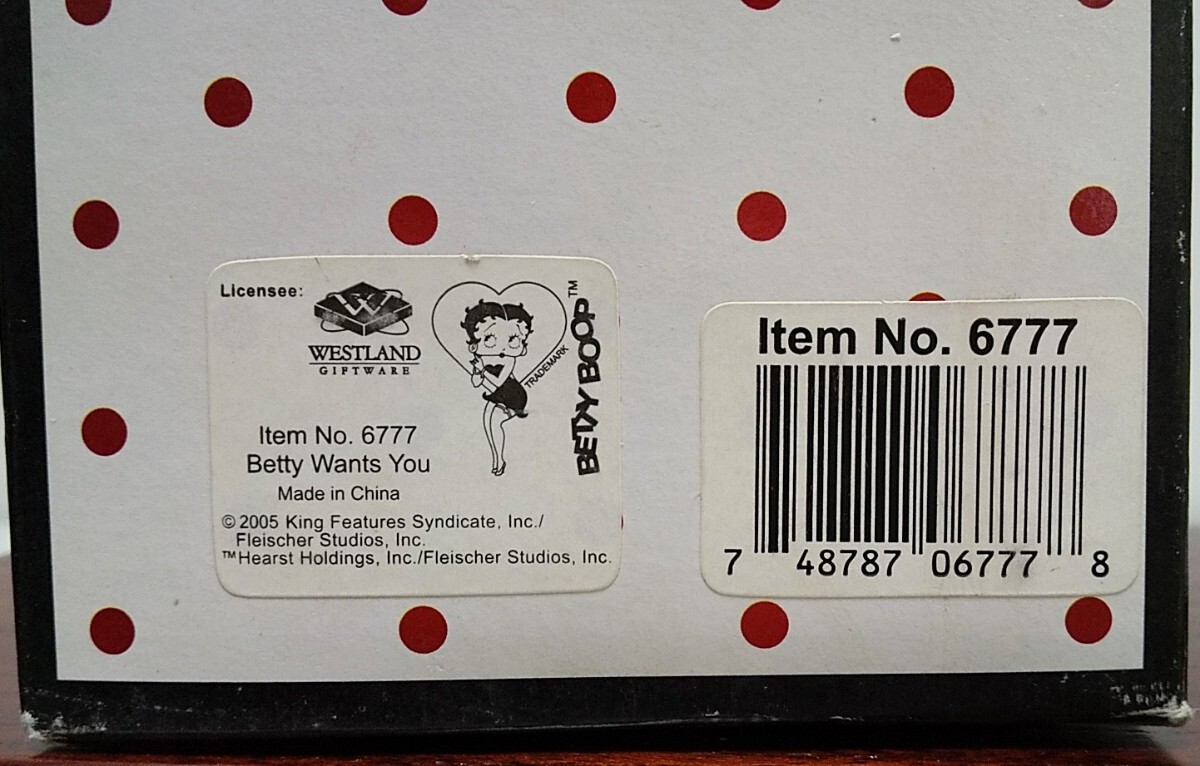 Licensee:
W
WESTLAND
GIFTWARE
TRADEMARK
BETTY BOOP™
Item No. 6777
Betty Wants You
Made in China
©2005 King Features Syndicate, Inc./
Fleischer Studios, Inc.
™Hearst Holdings, Inc./Fleischer Studios, Inc.
Item No. 6777
7 48787 06777 8